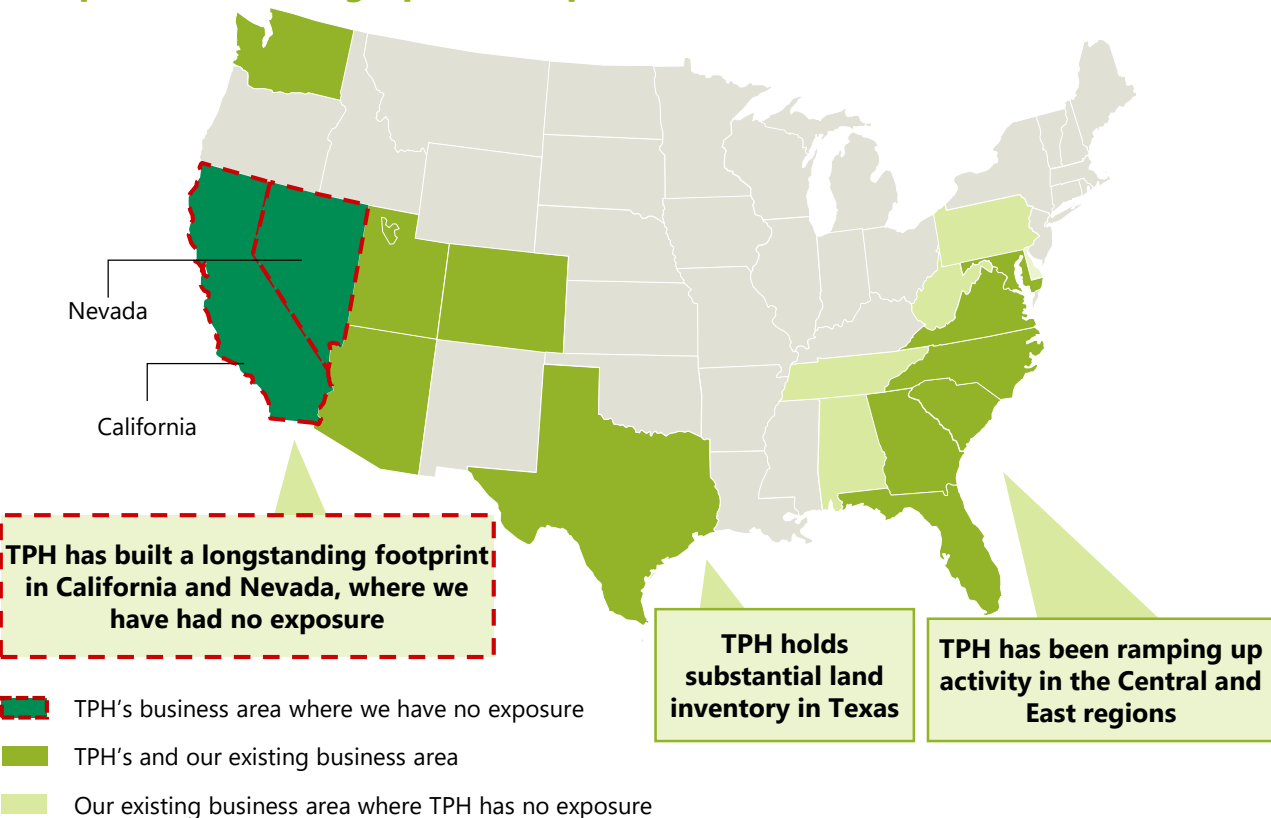 Nevada
California
TPH has built a longstanding footprint
in California and Nevada, where we
have had no exposure
TPH holds
substantial land
inventory in Texas
TPH has been ramping up
activity in the Central and
East regions
TPH’s business area where we have no exposure
TPH’s and our existing business area
Our existing business area where TPH has no exposure